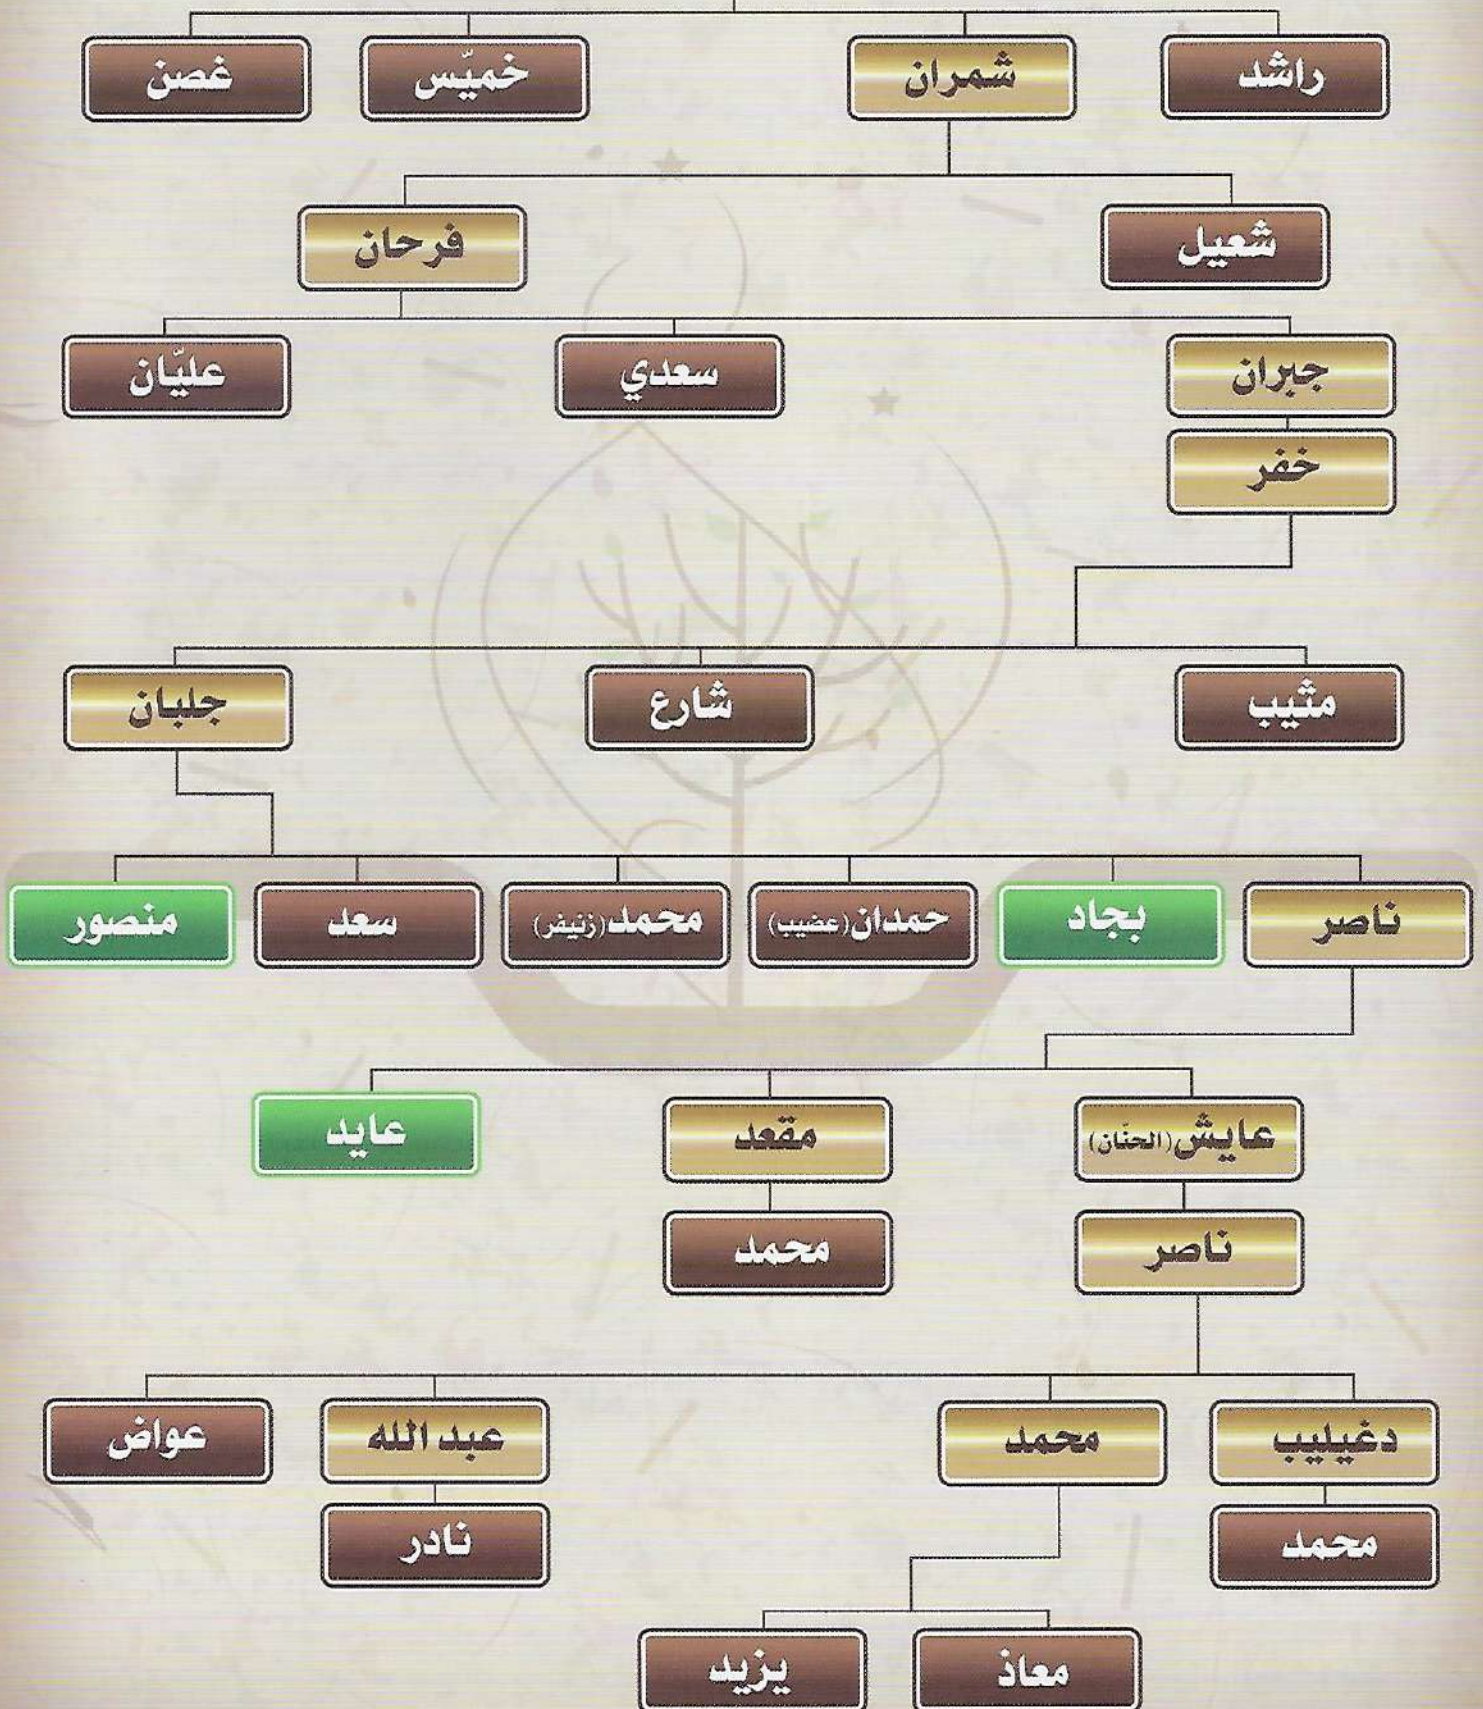 راشد
شمران
خميّس
غصن
شعيل
فرحان
جبران
سعدي
عليّان
خفر
مثيب
شارع
جلبان
ناصر
بجاد
حمدان (عضيب)
محمد (زنيفر)
سعد
منصور
عايش (الحنّان)
مقعد
عايد
ناصر
محمد
دغيليب
محمد
عبد الله
عواض
محمد
نادر
معاذ
يزيد